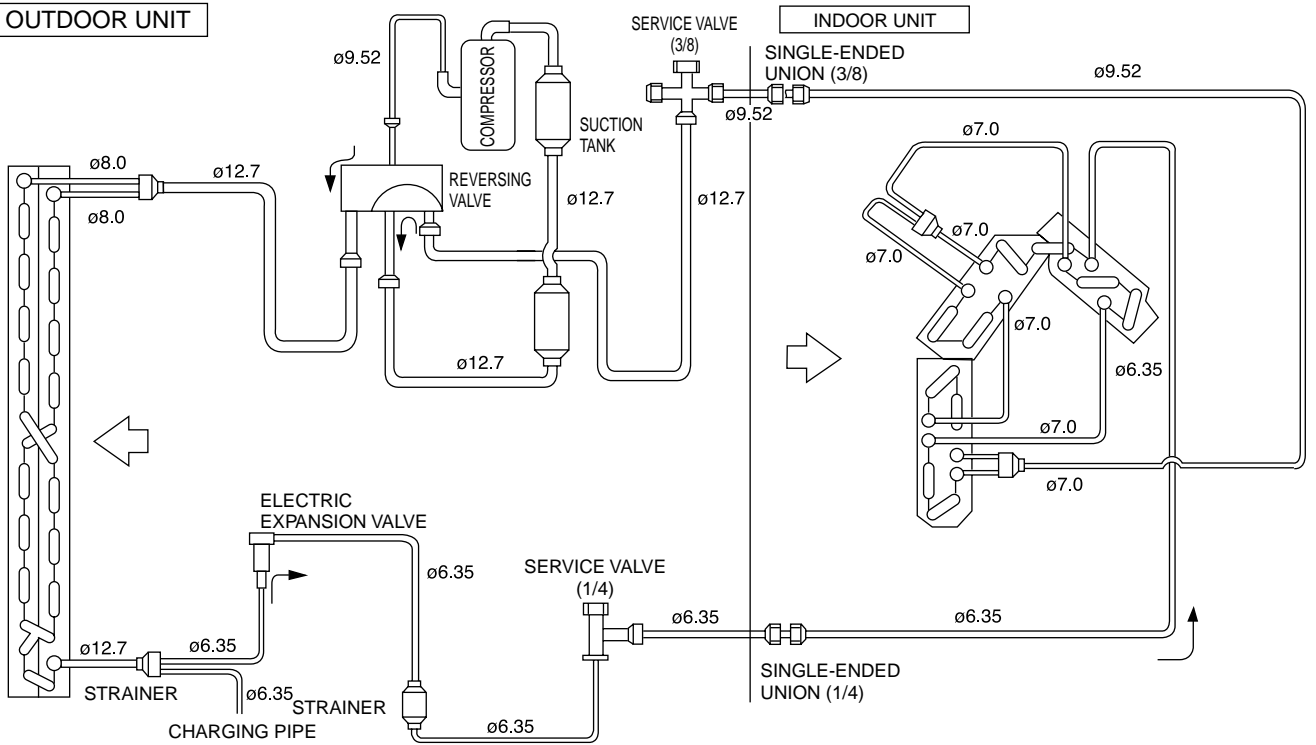 OUTDOOR UNIT
INDOOR UNIT
SERVICE VALVE
(3/8)
SINGLE-ENDED
UNION (3/8)
ø9.52
COMPRESSOR
ø9.52
ø9.52
SUCTION
TANK
ø7.0
ø8.0
ø12.7
REVERSING
VALVE
ø12.7
ø12.7
ø8.0
ø7.0
ø7.0
ø7.0
ø12.7
ø6.35
ø7.0
ø7.0
ELECTRIC
EXPANSION VALVE
ø6.35
SERVICE VALVE
(1/4)
ø6.35
ø6.35
ø12.7
ø6.35
STRAINER
ø6.35
STRAINER
SINGLE-ENDED
UNION (1/4)
CHARGING PIPE
ø6.35